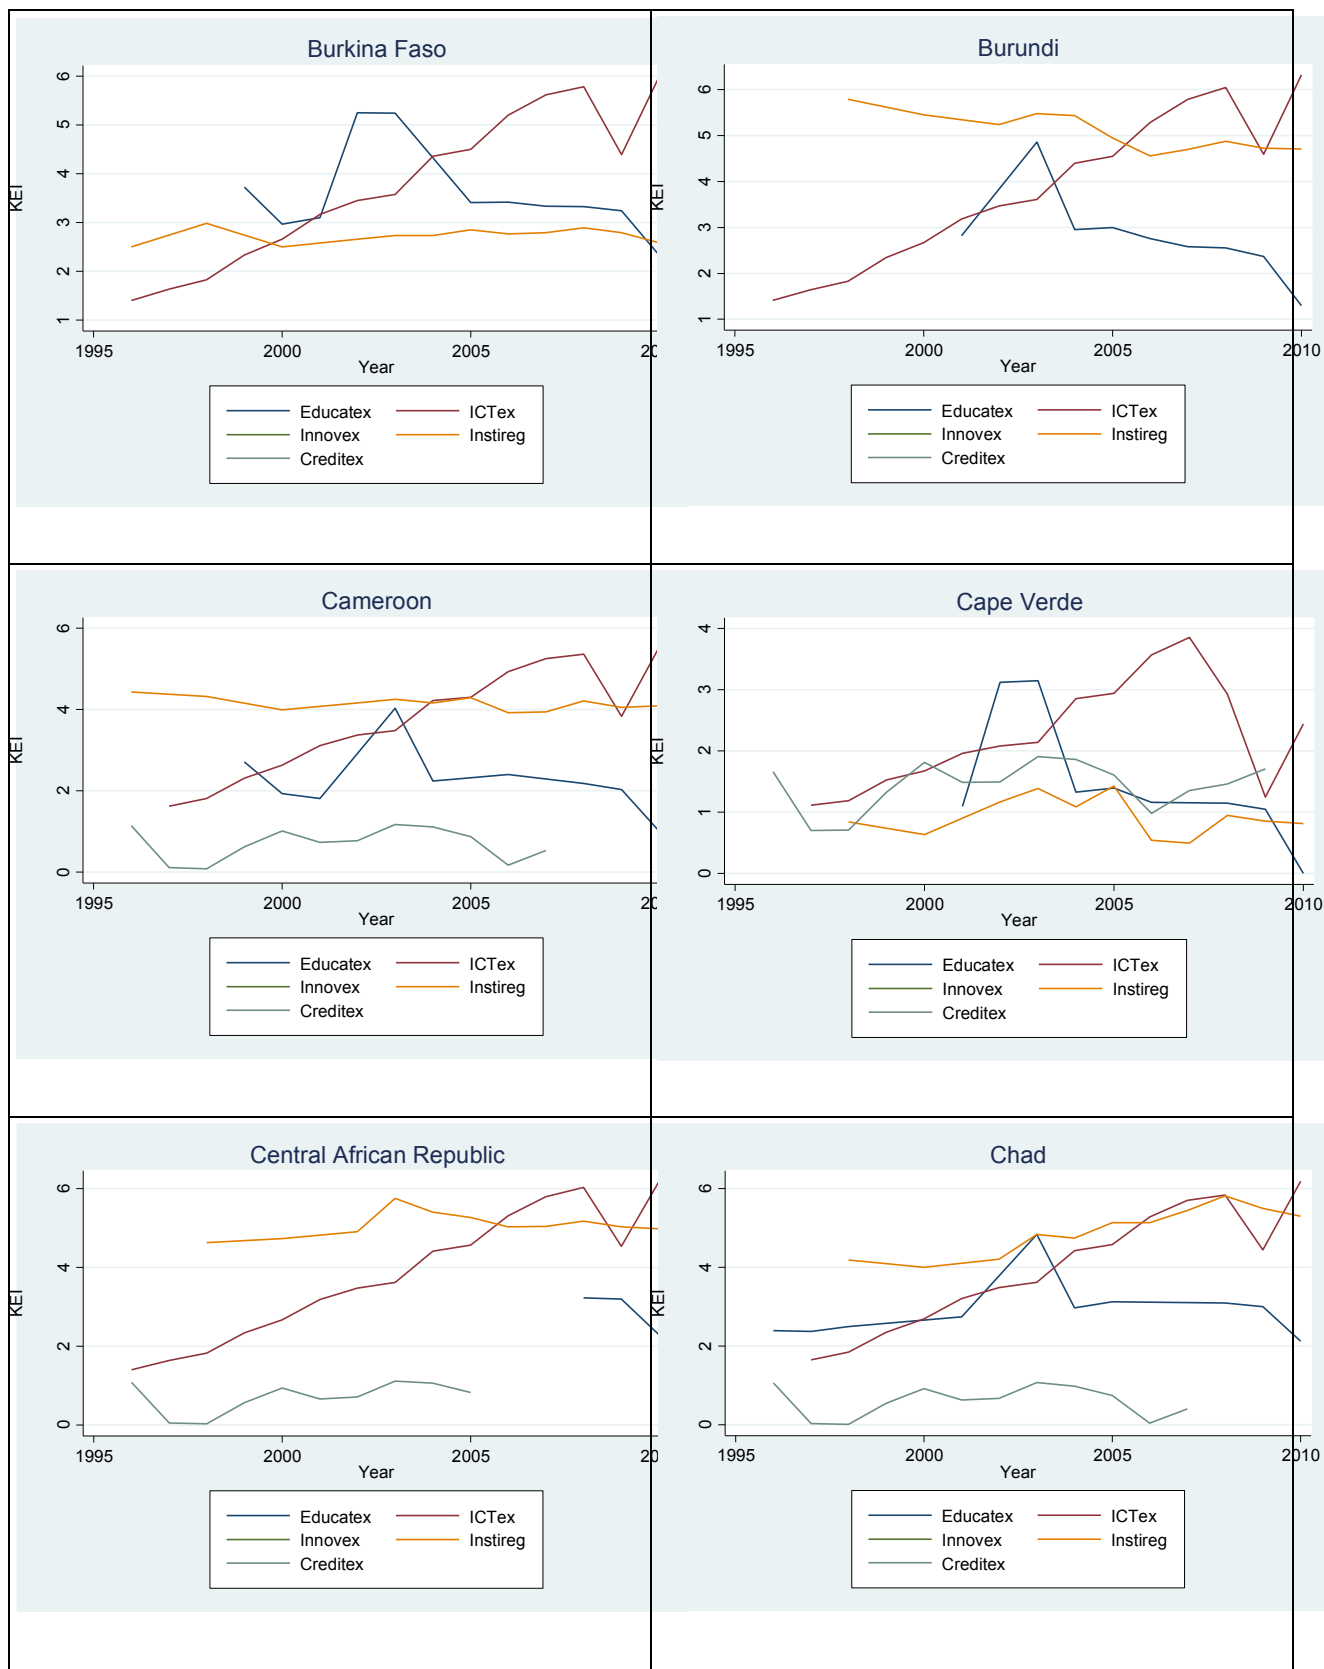 Burkina Faso
KEI
6
5
4
3
2
1
1995
2000
2005
20
Year
Educatex
ICTex
Innovex
Instireg
Creditex
Burundi
KEI
6
5
4
3
2
1
1995
2000
2005
2010
Year
Educatex
ICTex
Innovex
Instireg
Creditex
Cameroon
KEI
6
4
2
0
1995
2000
2005
20
Year
Educatex
ICTex
Innovex
Instireg
Creditex
Cape Verde
KEI
4
3
2
1
0
1995
2000
2005
2010
Year
Educatex
ICTex
Innovex
Instireg
Creditex
Central African Republic
KEI
6
4
2
0
1995
2000
2005
20
Year
Educatex
ICTex
Innovex
Instireg
Creditex
Chad
KEI
6
4
2
0
1995
2000
2005
2010
Year
Educatex
ICTex
Innovex
Instireg
Creditex